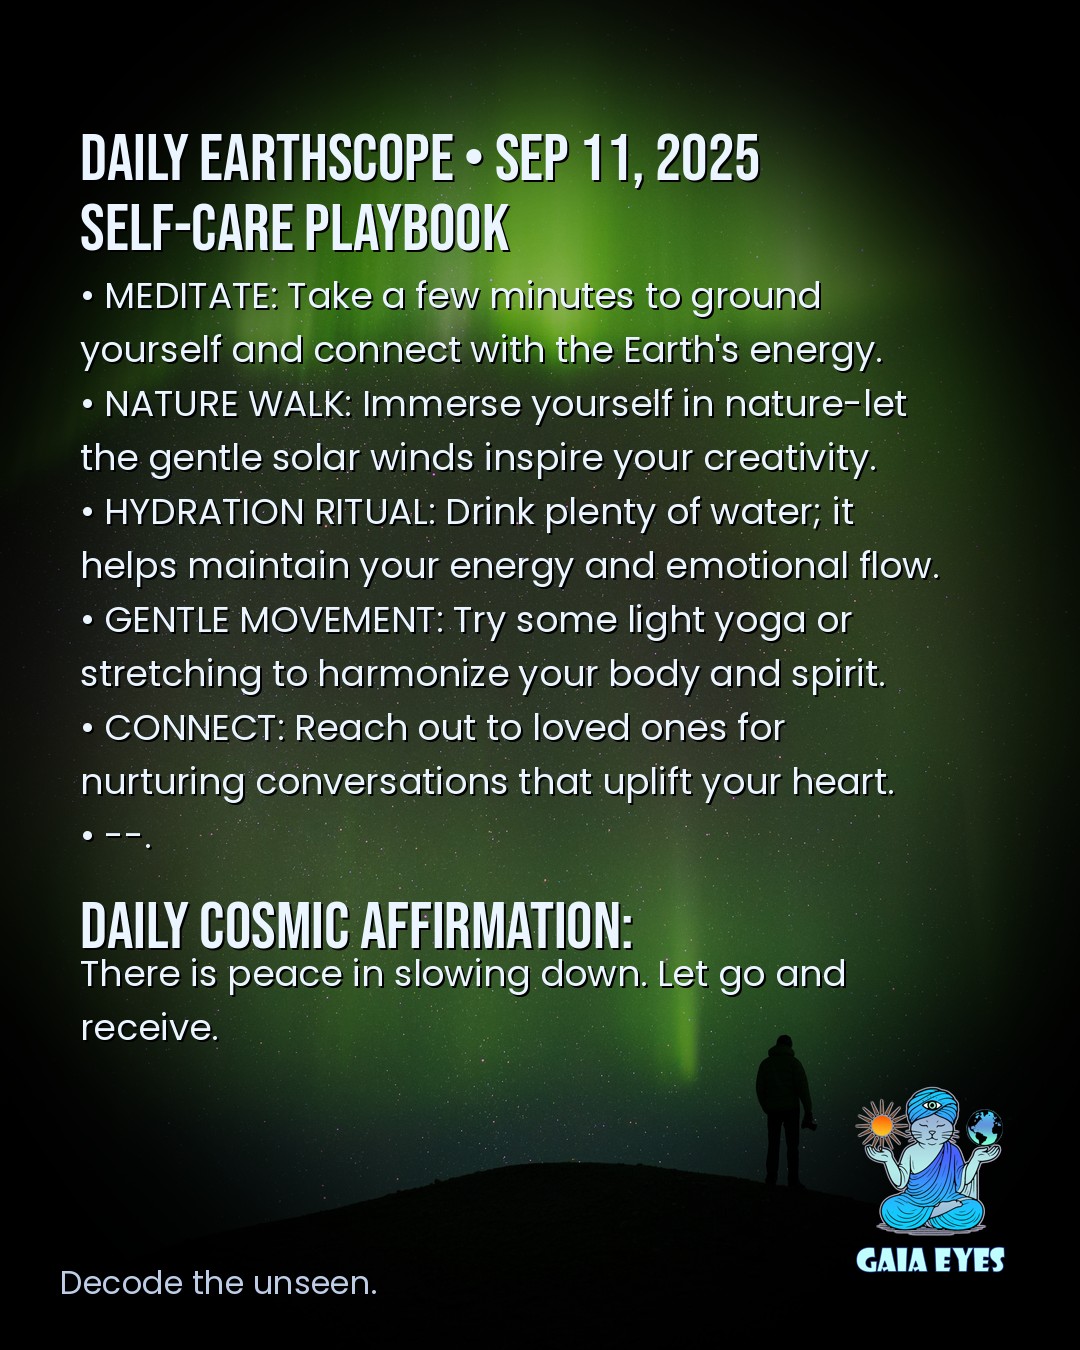 DAILY EARTHSCOPE • SEP 11, 2025
SELF-CARE PLAYBOOK
• MEDITATE: Take a few minutes to ground
yourself and connect with the Earth's energy.
• NATURE WALK: Immerse yourself in nature-let
the gentle solar winds inspire your creativity.
• HYDRATION RITUAL: Drink plenty of water; it
helps maintain your energy and emotional flow.
• GENTLE MOVEMENT: Try some light yoga or
stretching to harmonize your body and spirit.
• CONNECT: Reach out to loved ones for
nurturing conversations that uplift your heart.
• --.
DAILY COSMIC AFFIRMATION:
There is peace in slowing down. Let go and
receive.
GAIA EYES
Decode the unseen.